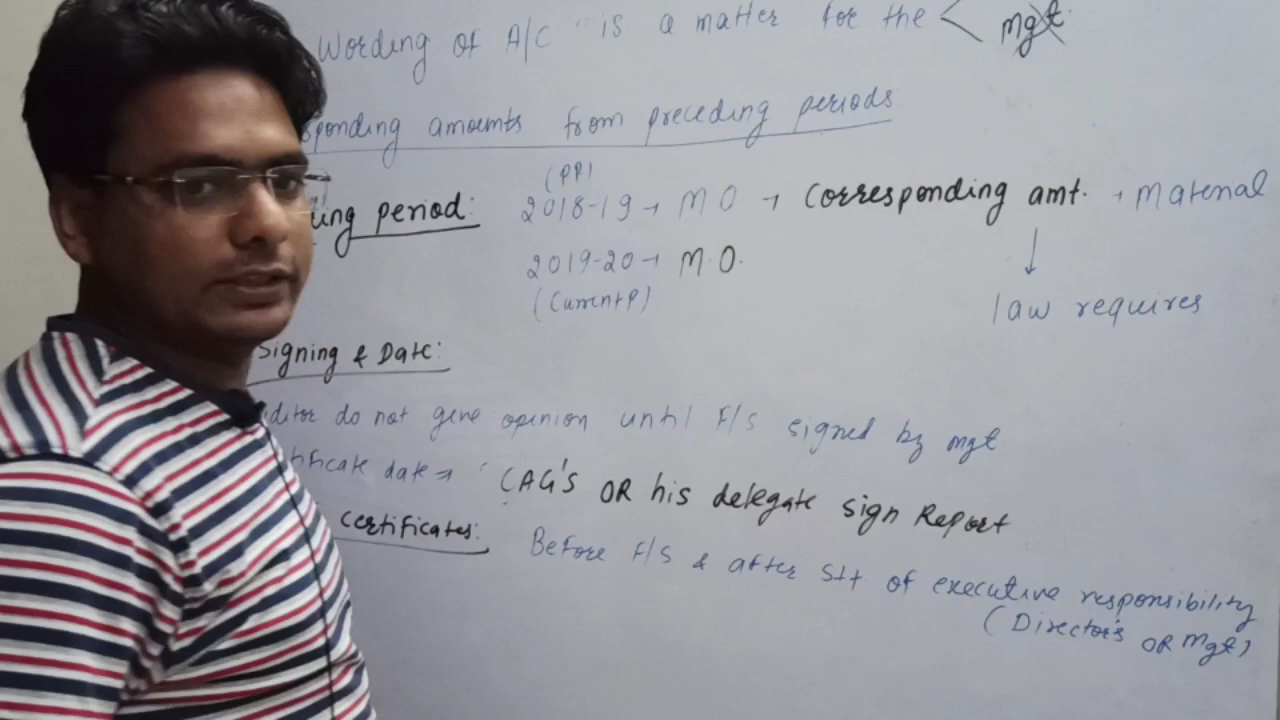 Wording of A/C is a matter for the < mgt
sponding amounts from preceding periods
(PP)
ung period: 2018-19 → M O → Corresponding amt. → Material
2019-20 → M.O.
(Current P)
↓
law requires
Signing & Date:
ditor do not give opinion until F/S signed by mgt
tificate date → CAG's OR his delegate sign Report
certificates: Before F/S & after Stt. of executive responsibility
(Director's OR Mgt)